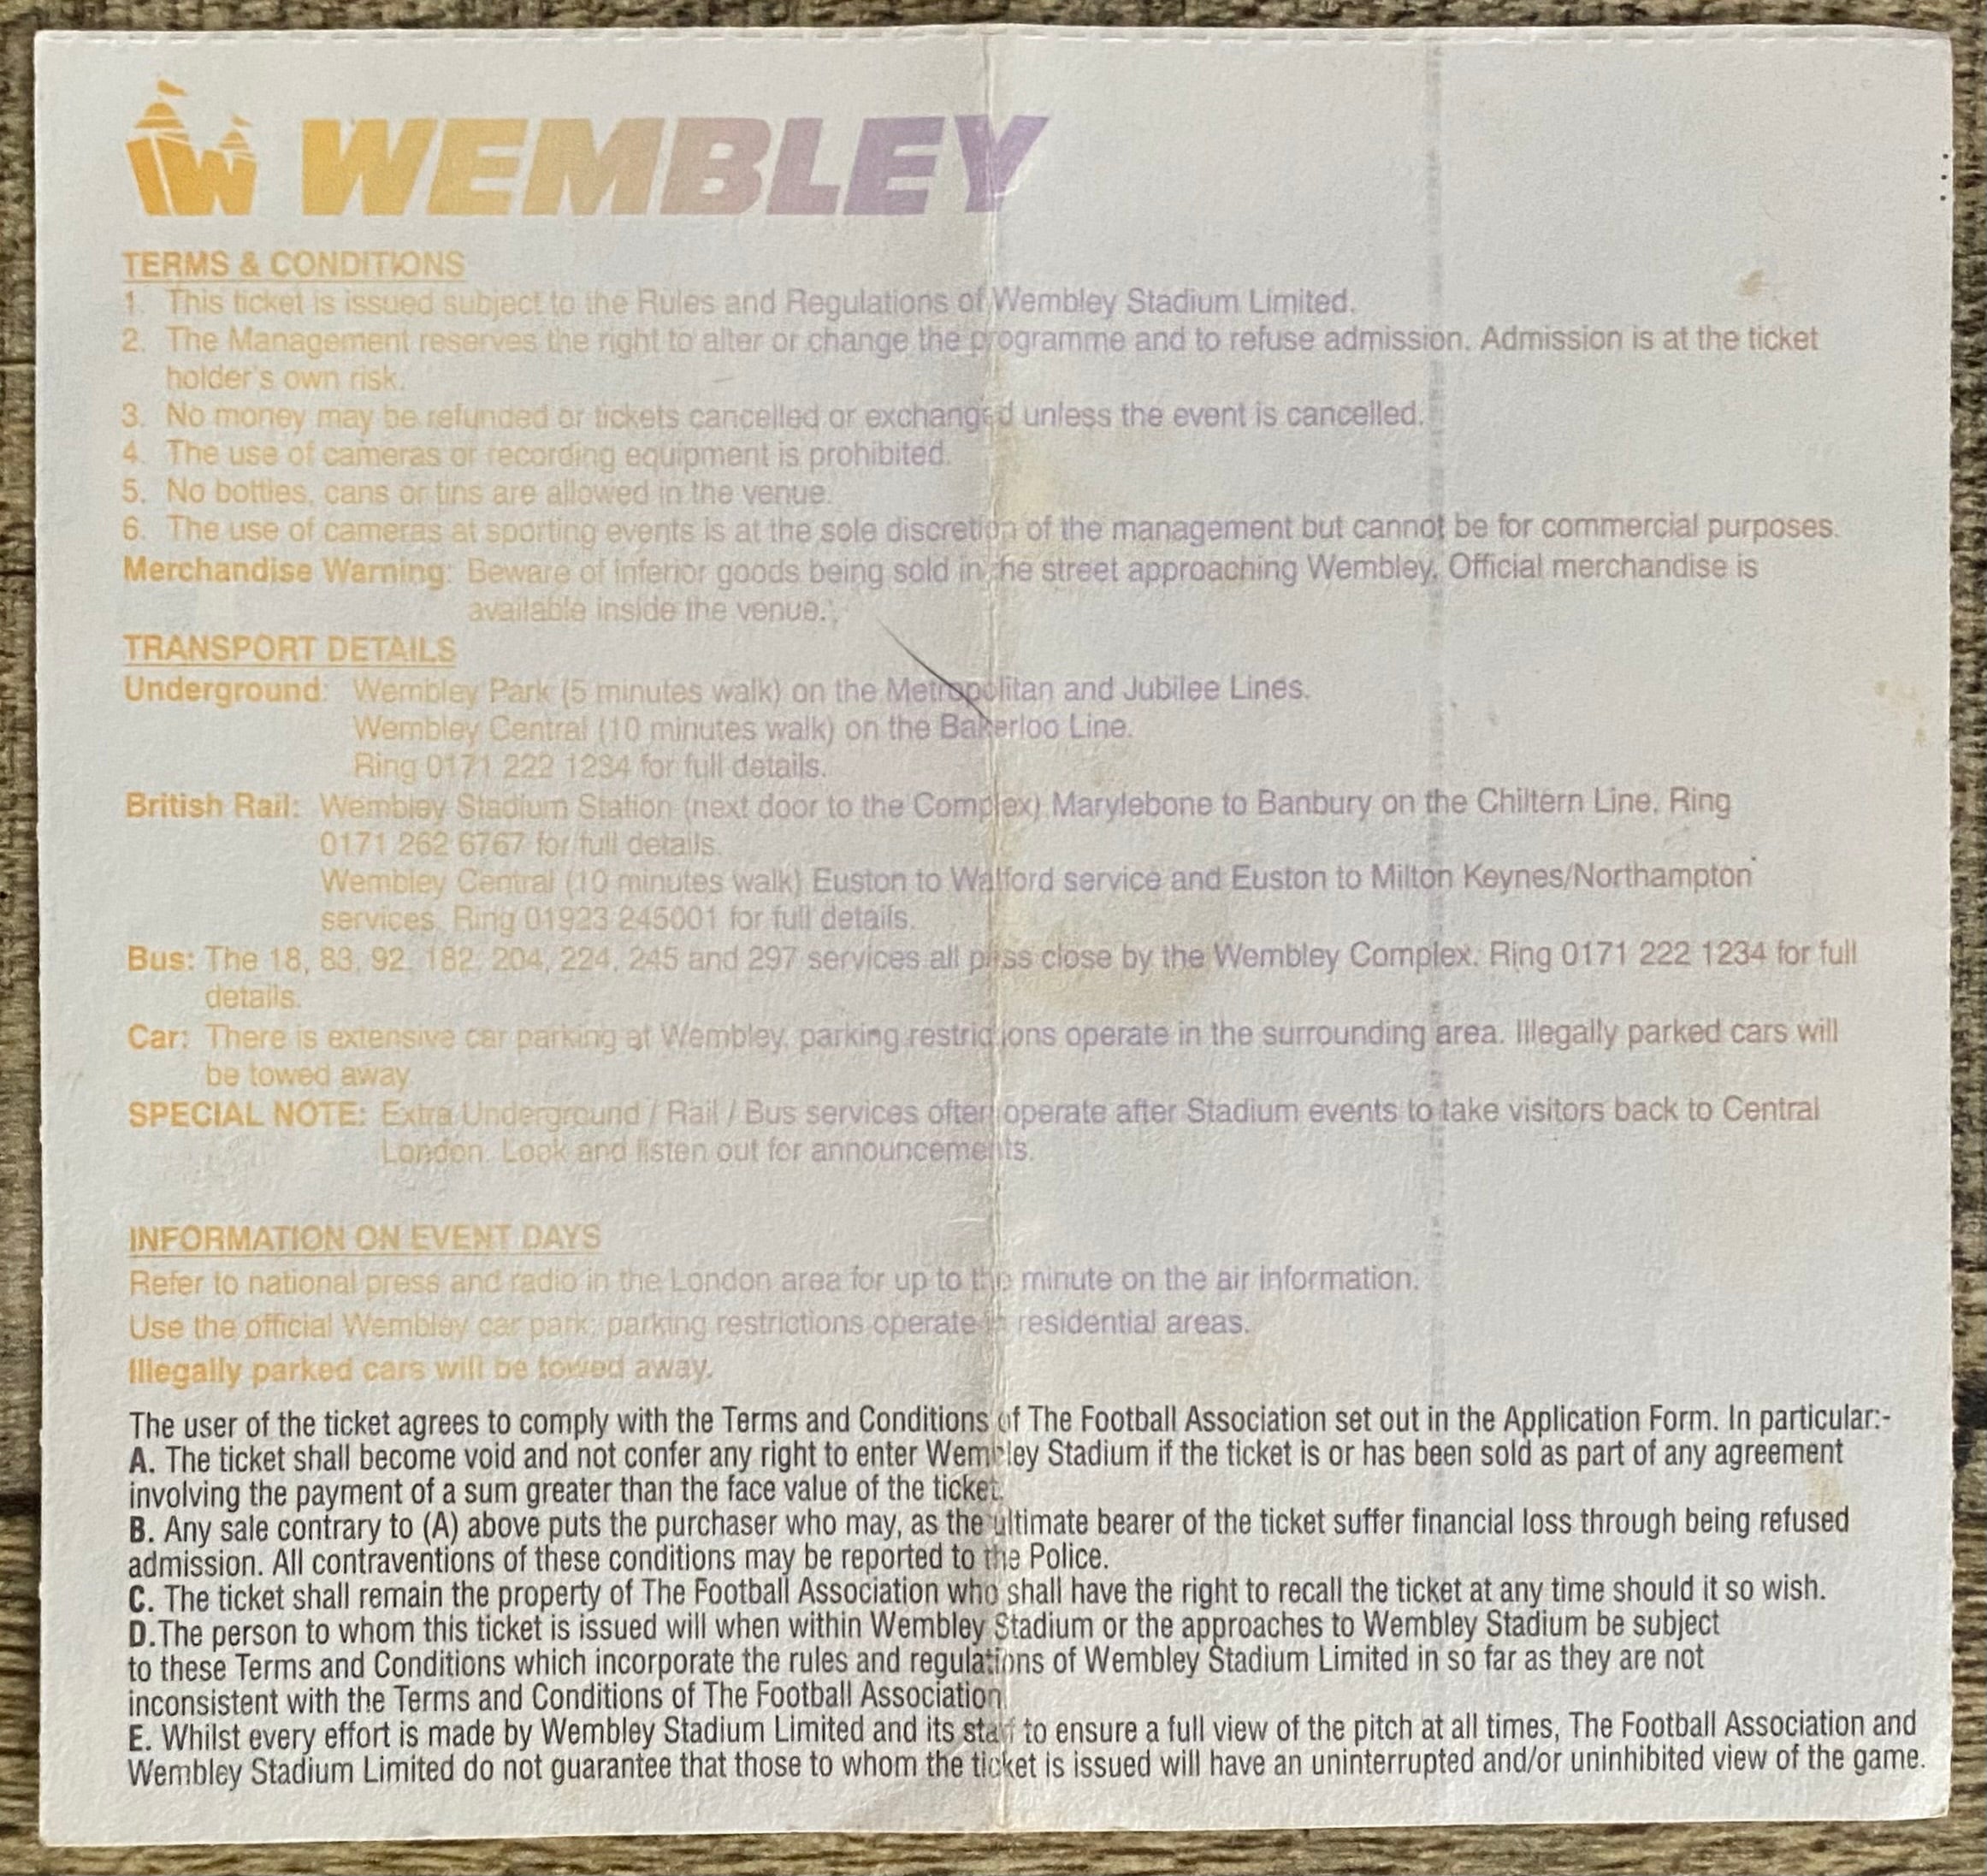 WEMBLEY
TERMS & CONDITIONS
1. This ticket is issued subject to the Rules and Regulations of Wembley Stadium Limited.
2. The Management reserves the right to alter or change the programme and to refuse admission. Admission is at the ticket
holder's own risk.
3. No money may be refunded or tickets cancelled or exchanged unless the event is cancelled.
4. The use of cameras or recording equipment is prohibited.
5. No bottles, cans or tins are allowed in the venue.
6. The use of cameras at sporting events is at the sole discretion of the management but cannot be for commercial purposes.
Merchandise Warning: Beware of inferior goods being sold in the street approaching Wembley. Official merchandise is
available inside the venue.
TRANSPORT DETAILS
Underground: Wembley Park (5 minutes walk) on the Metropolitan and Jubilee Lines.
Wembley Central (10 minutes walk) on the Bakerloo Line.
Ring 0171 222 1234 for full details.
British Rail: Wembley Stadium Station (next door to the Complex) Marylebone to Banbury on the Chiltern Line. Ring
0171 262 6767 for full details.
Wembley Central (10 minutes walk) Euston to Watford service and Euston to Milton Keynes/Northampton
services. Ring 01923 245001 for full details.
Bus: The 18, 83, 92, 182, 204, 224, 245 and 297 services all pass close by the Wembley Complex. Ring 0171 222 1234 for full
details.
Car: There is extensive car parking at Wembley, parking restrictions operate in the surrounding area. Illegally parked cars will
be towed away.
SPECIAL NOTE: Extra Underground / Rail / Bus services often operate after Stadium events to take visitors back to Central
London. Look and listen out for announcements.
INFORMATION ON EVENT DAYS
Refer to national press and radio in the London area for up to the minute on the air information.
Use the official Wembley car park, parking restrictions operate in residential areas.
Illegally parked cars will be towed away.
The user of the ticket agrees to comply with the Terms and Conditions of The Football Association set out in the Application Form. In particular:-
A. The ticket shall become void and not confer any right to enter Wembley Stadium if the ticket is or has been sold as part of any agreement
involving the payment of a sum greater than the face value of the ticket.
B. Any sale contrary to (A) above puts the purchaser who may, as the ultimate bearer of the ticket suffer financial loss through being refused
admission. All contraventions of these conditions may be reported to the Police.
C. The ticket shall remain the property of The Football Association who shall have the right to recall the ticket at any time should it so wish.
D.The person to whom this ticket is issued will when within Wembley Stadium or the approaches to Wembley Stadium be subject
to these Terms and Conditions which incorporate the rules and regulations of Wembley Stadium Limited in so far as they are not
inconsistent with the Terms and Conditions of The Football Association.
E. Whilst every effort is made by Wembley Stadium Limited and its staff to ensure a full view of the pitch at all times, The Football Association and
Wembley Stadium Limited do not guarantee that those to whom the ticket is issued will have an uninterrupted and/or uninhibited view of the game.